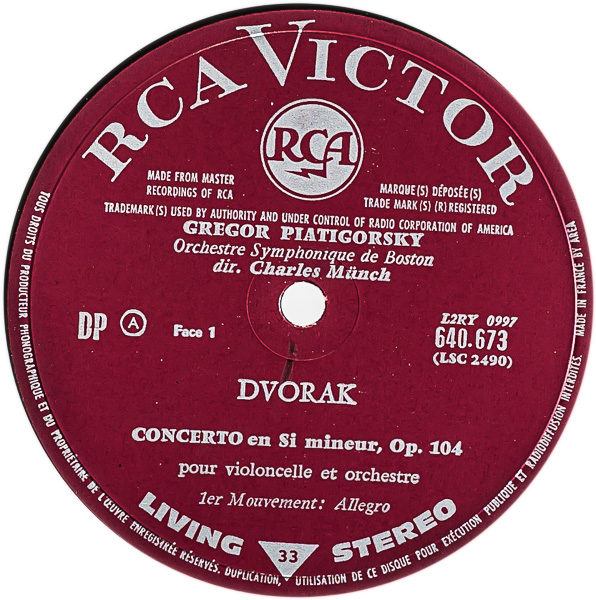 RCA VICTOR
RCA
MADE FROM MASTER
RECORDINGS OF RCA
MARQUE(S) DÉPOSÉE(S)
TRADE MARK(S) (R) REGISTERED
TRADEMARK(S) USED BY AUTHORITY AND UNDER CONTROL OF RADIO CORPORATION OF AMERICA
GREGOR PIATIGORSKY
Orchestre Symphonique de Boston
dir. Charles Münch
DP A Face 1
L2RY 0997
640.673
(LSC 2490)
DVORAK
CONCERTO en Si mineur, Op. 104
pour violoncelle et orchestre
1er Mouvement: Allegro
LIVING 33 STEREO
TOUS DROITS DU PRODUCTEUR PHONOGRAPHIQUE ET DU PROPRIÉTAIRE DE L'ŒUVRE ENREGISTRÉE RÉSERVÉS. DUPLICATION, UTILISATION DE CE DISQUE POUR EXÉCUTION PUBLIQUE ET RADIODIFFUSION INTERDITES. MADE IN FRANCE BY AREA